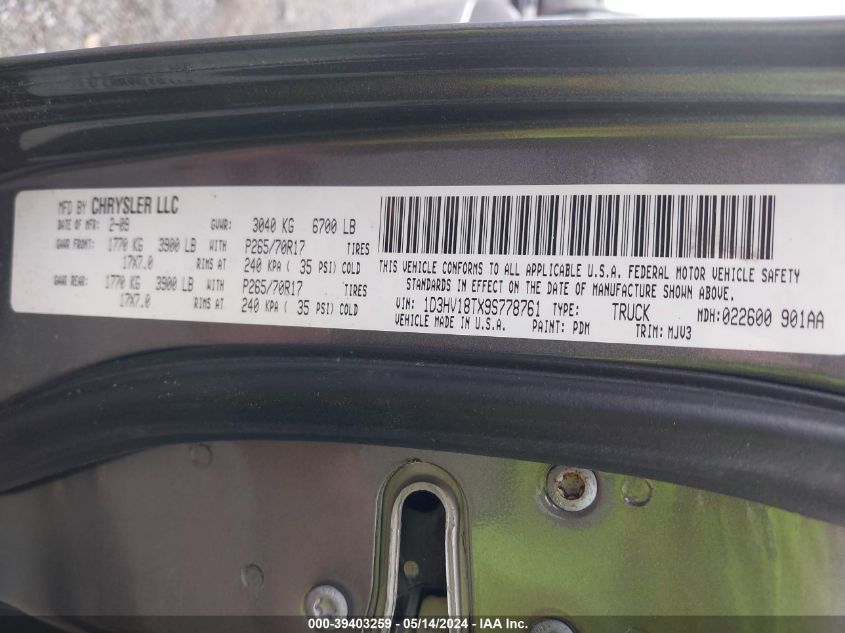 MFD BY CHRYSLER LLC
DATE OF MFR: 2-09 GVWR: 3040 KG 6700 LB
GAWR FRONT: 1770 KG 3900 LB WITH P265/70R17 TIRES
17X7.0 RIMS AT 240 KPA ( 35 PSI) COLD
GAWR REAR: 1770 KG 3900 LB WITH P265/70R17 TIRES
17X7.0 RIMS AT 240 KPA ( 35 PSI) COLD
THIS VEHICLE CONFORMS TO ALL APPLICABLE U.S.A. FEDERAL MOTOR VEHICLE SAFETY
STANDARDS IN EFFECT ON THE DATE OF MANUFACTURE SHOWN ABOVE.
VIN: 1D3HV18TX9S778761 TYPE: TRUCK MDH:022600 901AA
VEHICLE MADE IN U.S.A. PAINT: PDM TRIM: MJV3
000-39403259 - 05/14/2024 - IAA Inc.